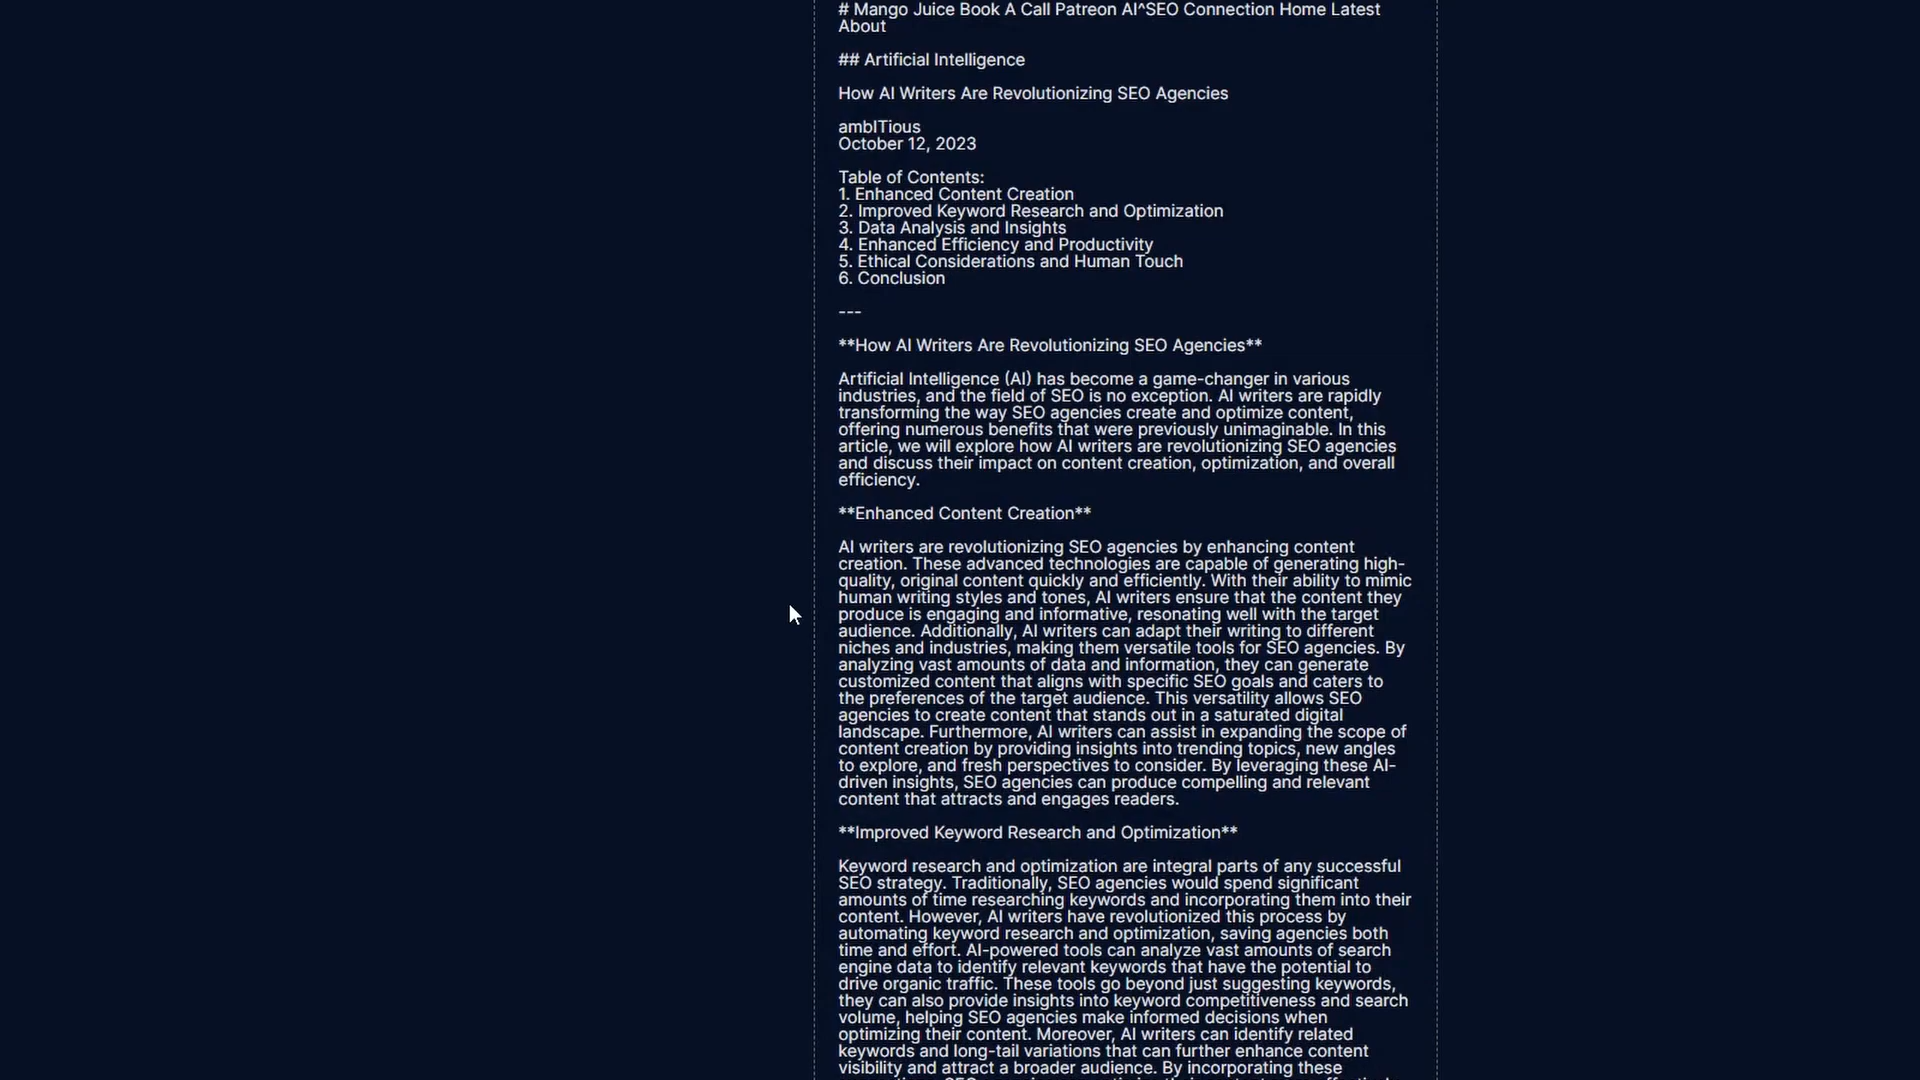 # Mango Juice Book A Call Patreon AI^SEO Connection Home Latest
About
## Artificial Intelligence
How AI Writers Are Revolutionizing SEO Agencies
ambITious
October 12, 2023
Table of Contents:
1. Enhanced Content Creation
2. Improved Keyword Research and Optimization
3. Data Analysis and Insights
4. Enhanced Efficiency and Productivity
5. Ethical Considerations and Human Touch
6. Conclusion
---
**How AI Writers Are Revolutionizing SEO Agencies**
Artificial Intelligence (AI) has become a game-changer in various
industries, and the field of SEO is no exception. AI writers are rapidly
transforming the way SEO agencies create and optimize content,
offering numerous benefits that were previously unimaginable. In this
article, we will explore how AI writers are revolutionizing SEO agencies
and discuss their impact on content creation, optimization, and overall
efficiency.
**Enhanced Content Creation**
AI writers are revolutionizing SEO agencies by enhancing content
creation. These advanced technologies are capable of generating high-
quality, original content quickly and efficiently. With their ability to mimic
human writing styles and tones, AI writers ensure that the content they
produce is engaging and informative, resonating well with the target
audience. Additionally, AI writers can adapt their writing to different
niches and industries, making them versatile tools for SEO agencies. By
analyzing vast amounts of data and information, they can generate
customized content that aligns with specific SEO goals and caters to
the preferences of the target audience. This versatility allows SEO
agencies to create content that stands out in a saturated digital
landscape. Furthermore, AI writers can assist in expanding the scope of
content creation by providing insights into trending topics, new angles
to explore, and fresh perspectives to consider. By leveraging these AI-
driven insights, SEO agencies can produce compelling and relevant
content that attracts and engages readers.
**Improved Keyword Research and Optimization**
Keyword research and optimization are integral parts of any successful
SEO strategy. Traditionally, SEO agencies would spend significant
amounts of time researching keywords and incorporating them into their
content. However, AI writers have revolutionized this process by
automating keyword research and optimization, saving agencies both
time and effort. AI-powered tools can analyze vast amounts of search
engine data to identify relevant keywords that have the potential to
drive organic traffic. These tools go beyond just suggesting keywords,
they can also provide insights into keyword competitiveness and search
volume, helping SEO agencies make informed decisions when
optimizing their content. Moreover, AI writers can identify related
keywords and long-tail variations that can further enhance content
visibility and attract a broader audience. By incorporating these